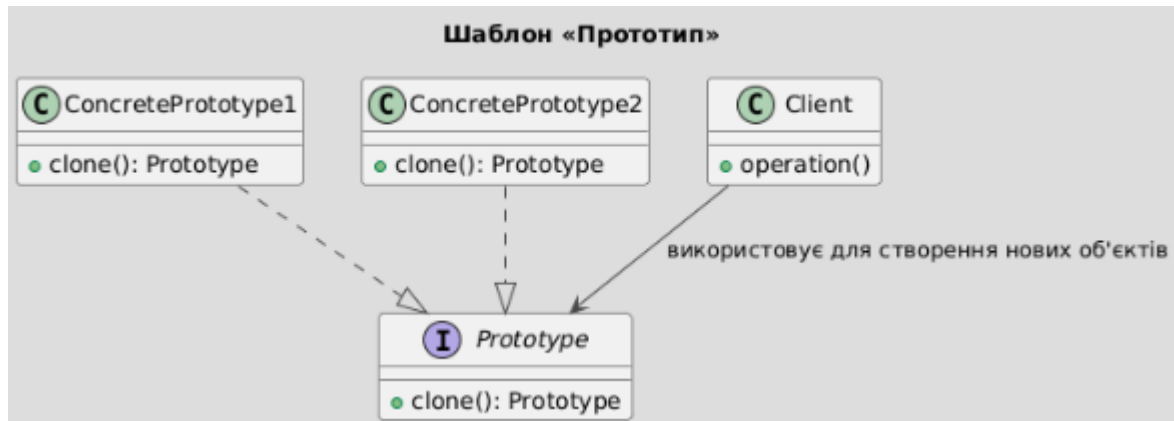 Шаблон «Прототип»
C ConcretePrototype1
clone(): Prototype
C ConcretePrototype2
clone(): Prototype
C Client
operation()
використовує для створення нових об'єктів
I Prototype
clone(): Prototype